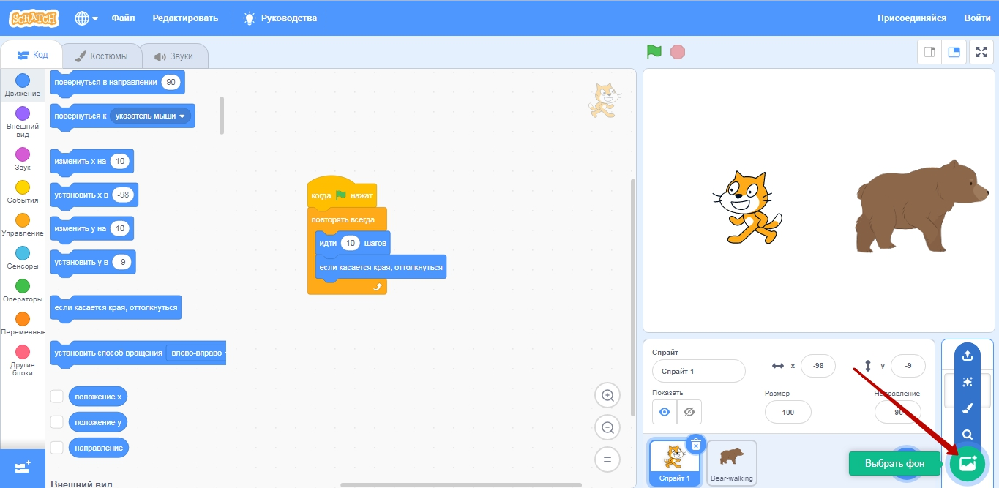 SCRATCH
Файл
Редактировать
Руководства
Присоединяйся
Войти
Код
Костюмы
Звуки
Движение
Внешний
вид
Звук
События
Управление
Сенсоры
Операторы
Переменные
Другие
блоки
повернуться в направлении 90
повернуться к указатель мыши
изменить x на 10
установить x в -98
изменить y на 10
установить y в -9
если касается края, оттолкнуться
установить способ вращения влево-вправо
положение x
положение y
направление
Внешний вид
когда нажат
повторять всегда
идти 10 шагов
если касается края, оттолкнуться
Спрайт
Спрайт 1
x -98
y -9
Показать
Размер
100
Направление
-90
Спрайт 1
Bear-walking
Выбрать фон